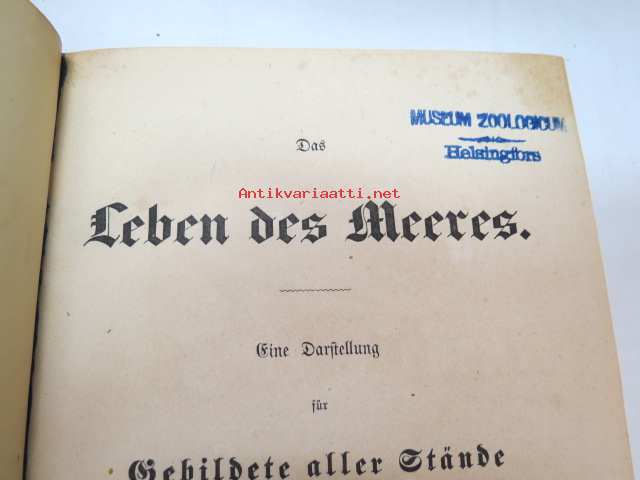 MUSEUM ZOOLOGICUM
Helsingfors
Das
Antikvariaatti.net
Leben des Meeres.
Eine Darstellung
für
Gebildete aller Stände